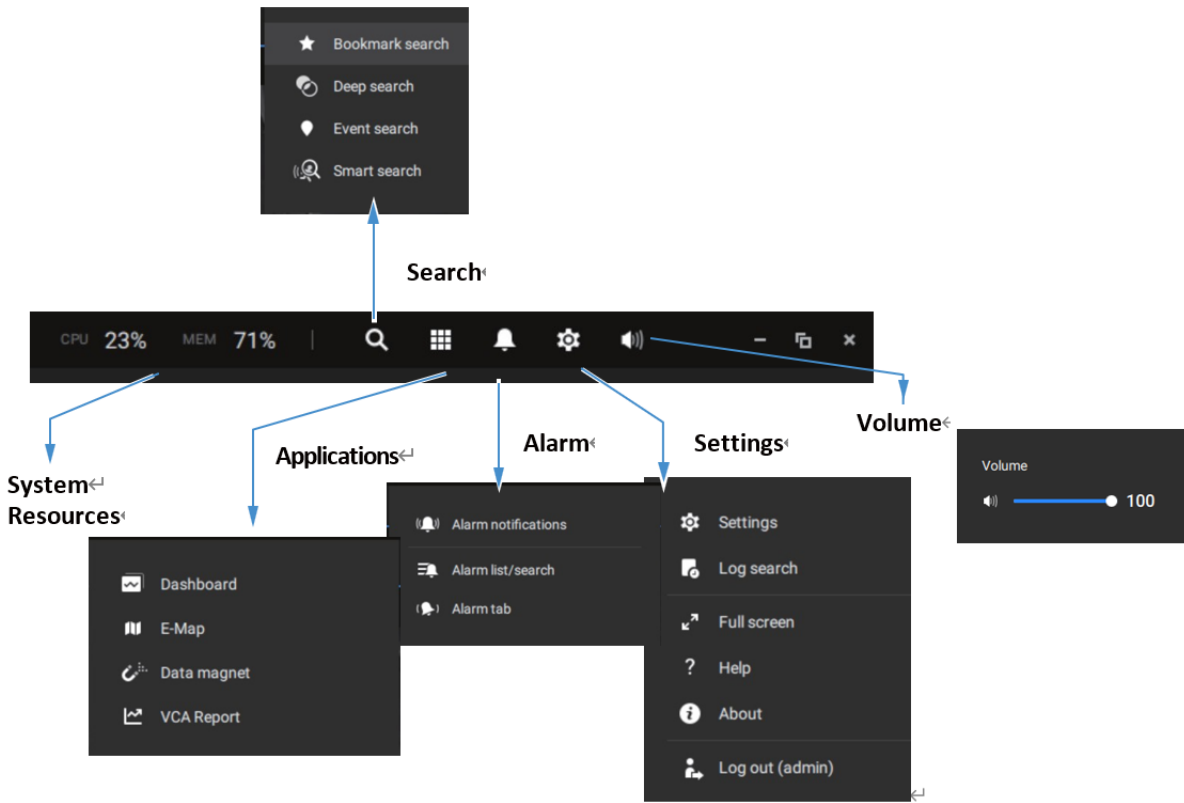 Bookmark search
Deep search
Event search
Smart search
Search
CPU 23% MEM 71%
Volume
Applications
Alarm
Settings
System
Resources
Volume
100
Alarm notifications
Alarm list/search
Alarm tab
Settings
Log search
Full screen
Help
About
Log out (admin)
Dashboard
E-Map
Data magnet
VCA Report